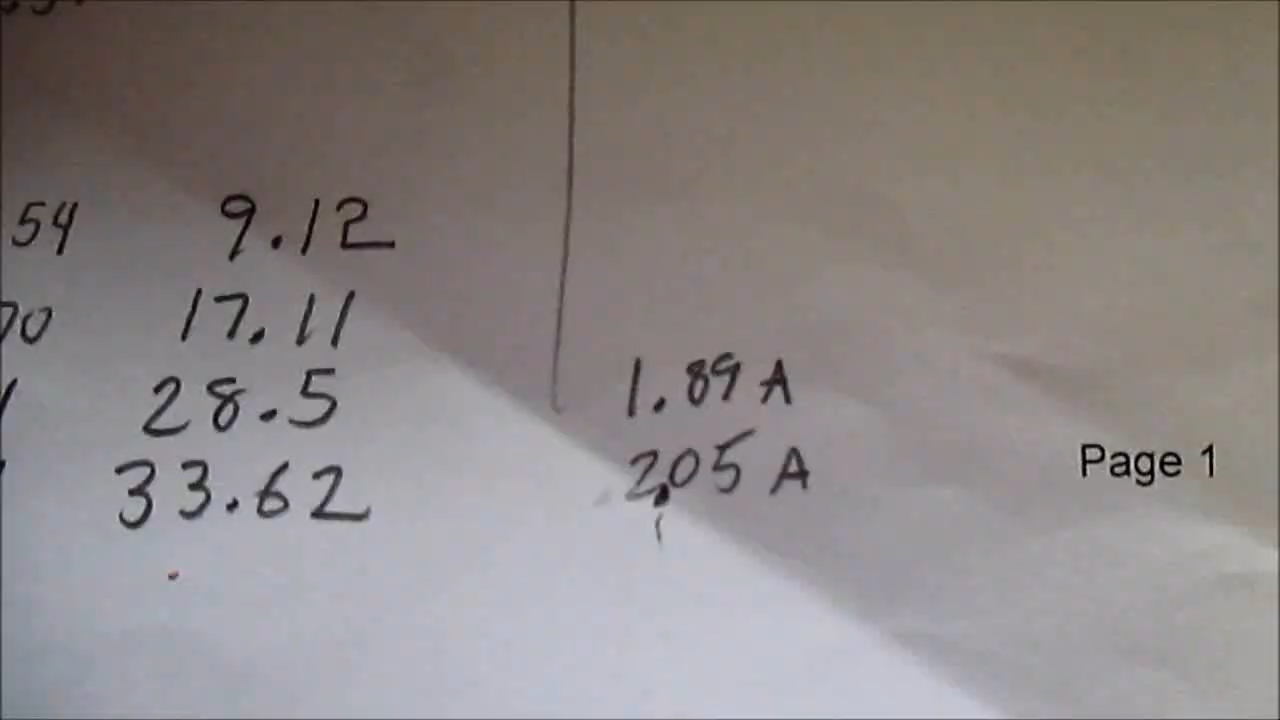 54 9.12
17.11
28.5 1.89 A
33.62 2.05 A
Page 1